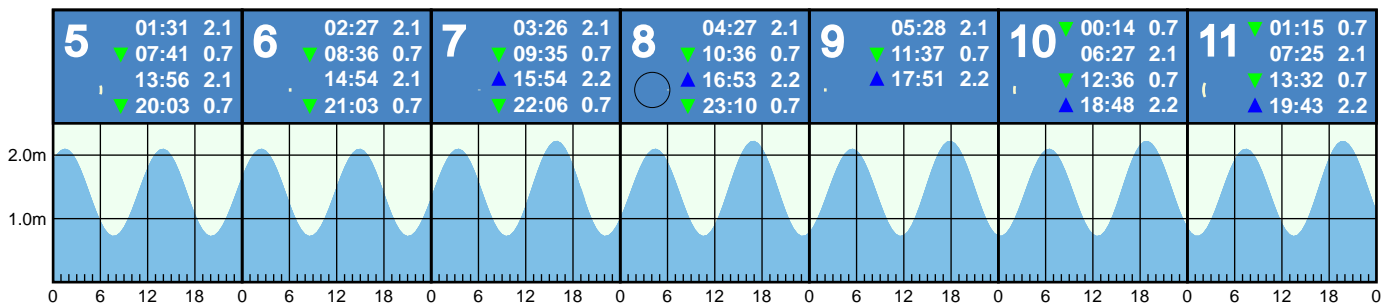 5
01:31 2.1
▼ 07:41 0.7
13:56 2.1
▼ 20:03 0.7
6
02:27 2.1
▼ 08:36 0.7
14:54 2.1
▼ 21:03 0.7
7
03:26 2.1
▼ 09:35 0.7
▲ 15:54 2.2
▼ 22:06 0.7
8
04:27 2.1
▼ 10:36 0.7
▲ 16:53 2.2
▼ 23:10 0.7
9
05:28 2.1
▼ 11:37 0.7
▲ 17:51 2.2
10
▼ 00:14 0.7
06:27 2.1
▼ 12:36 0.7
▲ 18:48 2.2
11
▼ 01:15 0.7
07:25 2.1
▼ 13:32 0.7
▲ 19:43 2.2
2.0m
1.0m
0 6 12 18 0 6 12 18 0 6 12 18 0 6 12 18 0 6 12 18 0 6 12 18 0 6 12 18 0